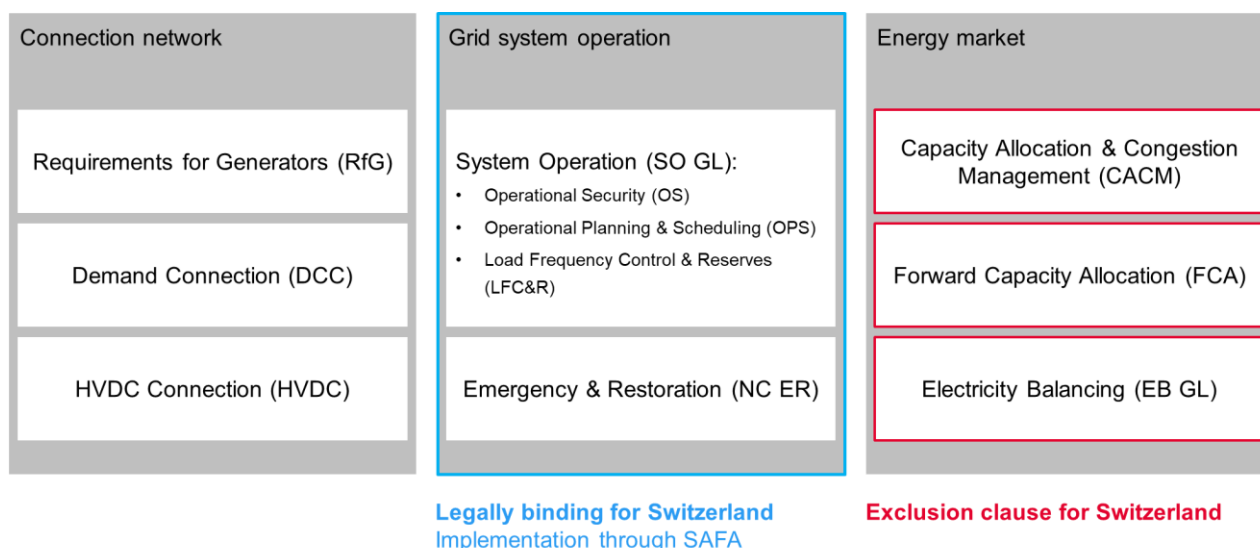 Connection network
Requirements for Generators (RfG)
Demand Connection (DCC)
HVDC Connection (HVDC)
Grid system operation
System Operation (SO GL):
• Operational Security (OS)
• Operational Planning & Scheduling (OPS)
• Load Frequency Control & Reserves
(LFC&R)
Emergency & Restoration (NC ER)
Legally binding for Switzerland
Implementation through SAFA
Energy market
Capacity Allocation & Congestion
Management (CACM)
Forward Capacity Allocation (FCA)
Electricity Balancing (EB GL)
Exclusion clause for Switzerland